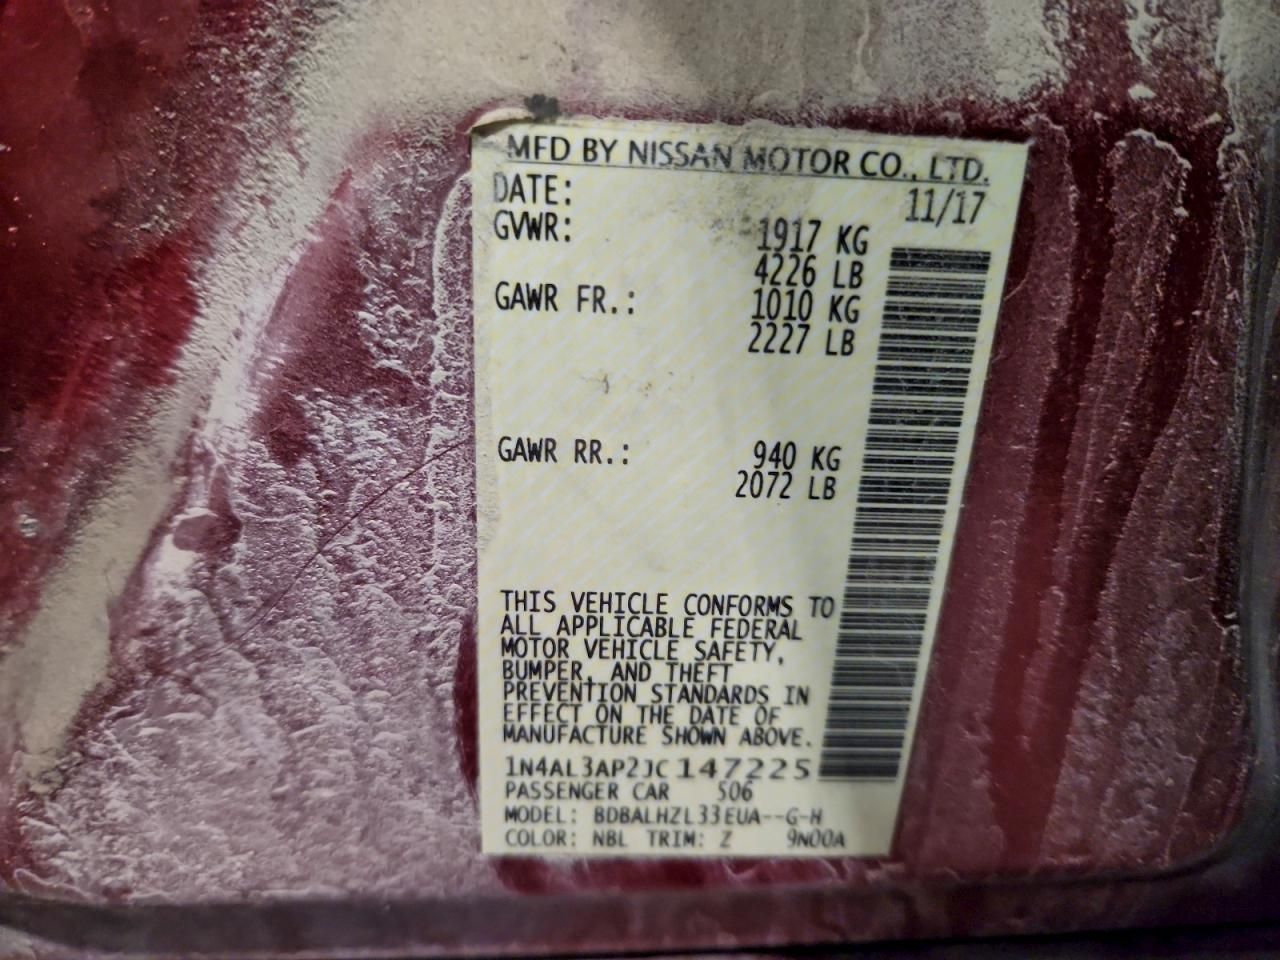 MFD BY NISSAN MOTOR CO., LTD.
DATE: 11/17
GVWR: 1917 KG
4226 LB
GAWR FR.: 1010 KG
2227 LB
GAWR RR.: 940 KG
2072 LB
THIS VEHICLE CONFORMS TO
ALL APPLICABLE FEDERAL
MOTOR VEHICLE SAFETY,
BUMPER, AND THEFT
PREVENTION STANDARDS IN
EFFECT ON THE DATE OF
MANUFACTURE SHOWN ABOVE.
1N4AL3AP2JC147225
PASSENGER CAR 506
MODEL: BDBALHZL33EUA--G-H
COLOR: NBL TRIM: Z 9N00A